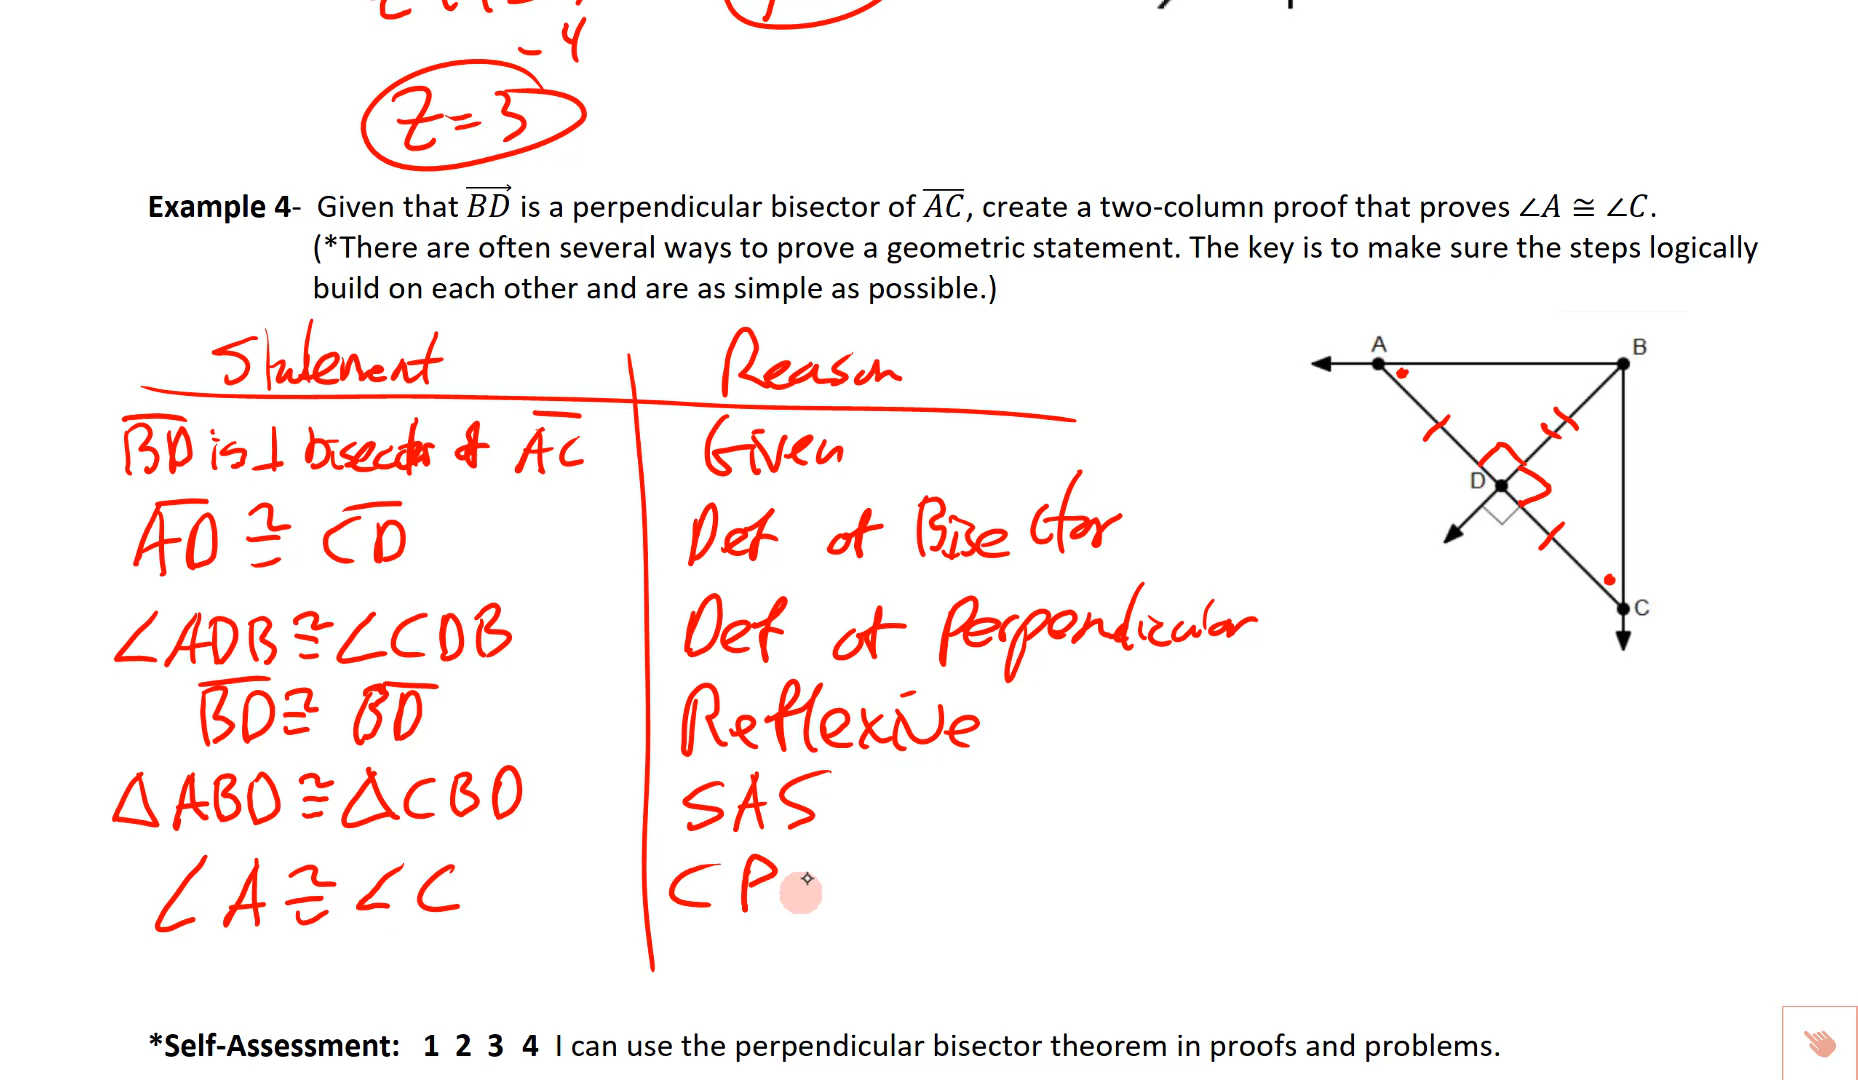 - 4
z = 3
Example 4- Given that BD is a perpendicular bisector of AC, create a two-column proof that proves ∠A ≅ ∠C.
(*There are often several ways to prove a geometric statement. The key is to make sure the steps logically
build on each other and are as simple as possible.)
Statement Reason
BD is ⊥ bisector of AC Given
AD ≅ CD Def of Bisector
∠ADB ≅ ∠CDB Def of Perpendicular
BD ≅ BD Reflexive
△ABD ≅ △CBD SAS
∠A ≅ ∠C CP
A
B
D
C
*Self-Assessment: 1 2 3 4 I can use the perpendicular bisector theorem in proofs and problems.